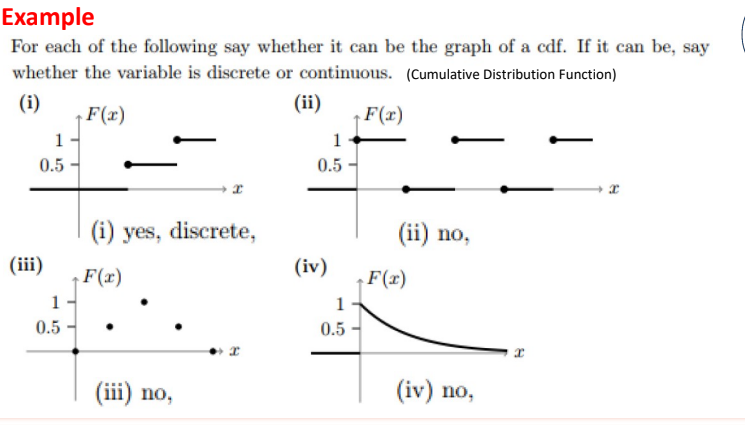 Example
For each of the following say whether it can be the graph of a cdf. If it can be, say
whether the variable is discrete or continuous. (Cumulative Distribution Function)
(i)
F(x)
1
0.5
x
(i) yes, discrete,
(ii)
F(x)
1
0.5
x
(ii) no,
(iii)
F(x)
1
0.5
x
(iii) no,
(iv)
F(x)
1
0.5
x
(iv) no,